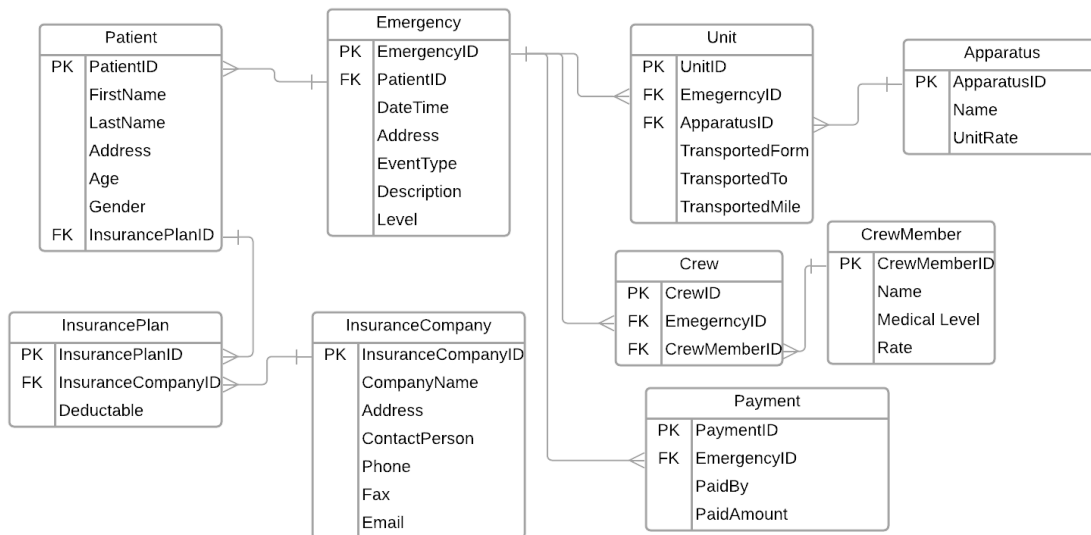 Patient
PK PatientID
FirstName
LastName
Address
Age
Gender
FK InsurancePlanID
Emergency
PK EmergencyID
FK PatientID
DateTime
Address
EventType
Description
Level
Unit
PK UnitID
FK EmegerncyID
FK ApparatusID
TransportedForm
TransportedTo
TransportedMile
Apparatus
PK ApparatusID
Name
UnitRate
Crew
PK CrewID
FK EmegerncyID
FK CrewMemberID
CrewMember
PK CrewMemberID
Name
Medical Level
Rate
InsurancePlan
PK InsurancePlanID
FK InsuranceCompanyID
Deductable
InsuranceCompany
PK InsuranceCompanyID
CompanyName
Address
ContactPerson
Phone
Fax
Email
Payment
PK PaymentID
FK EmergencyID
PaidBy
PaidAmount